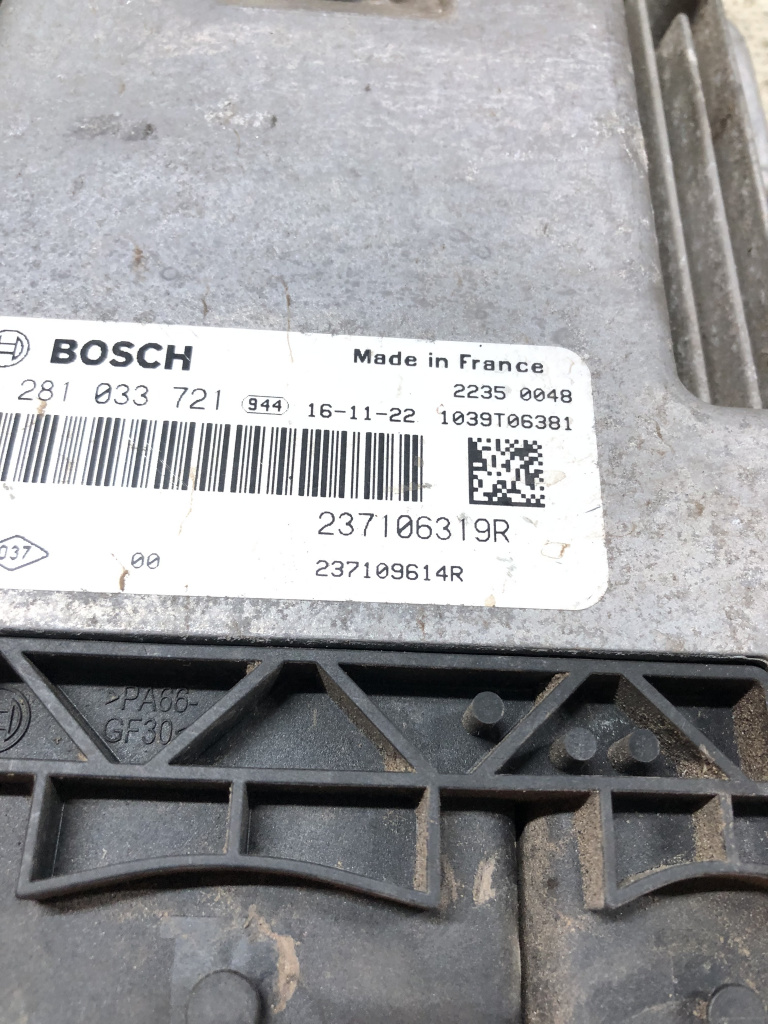 BOSCH Made in France
2235 0048
281 033 721 944 16-11-22 1039T06381
237106319R
037 00 237109614R
>PA66-
GF30<